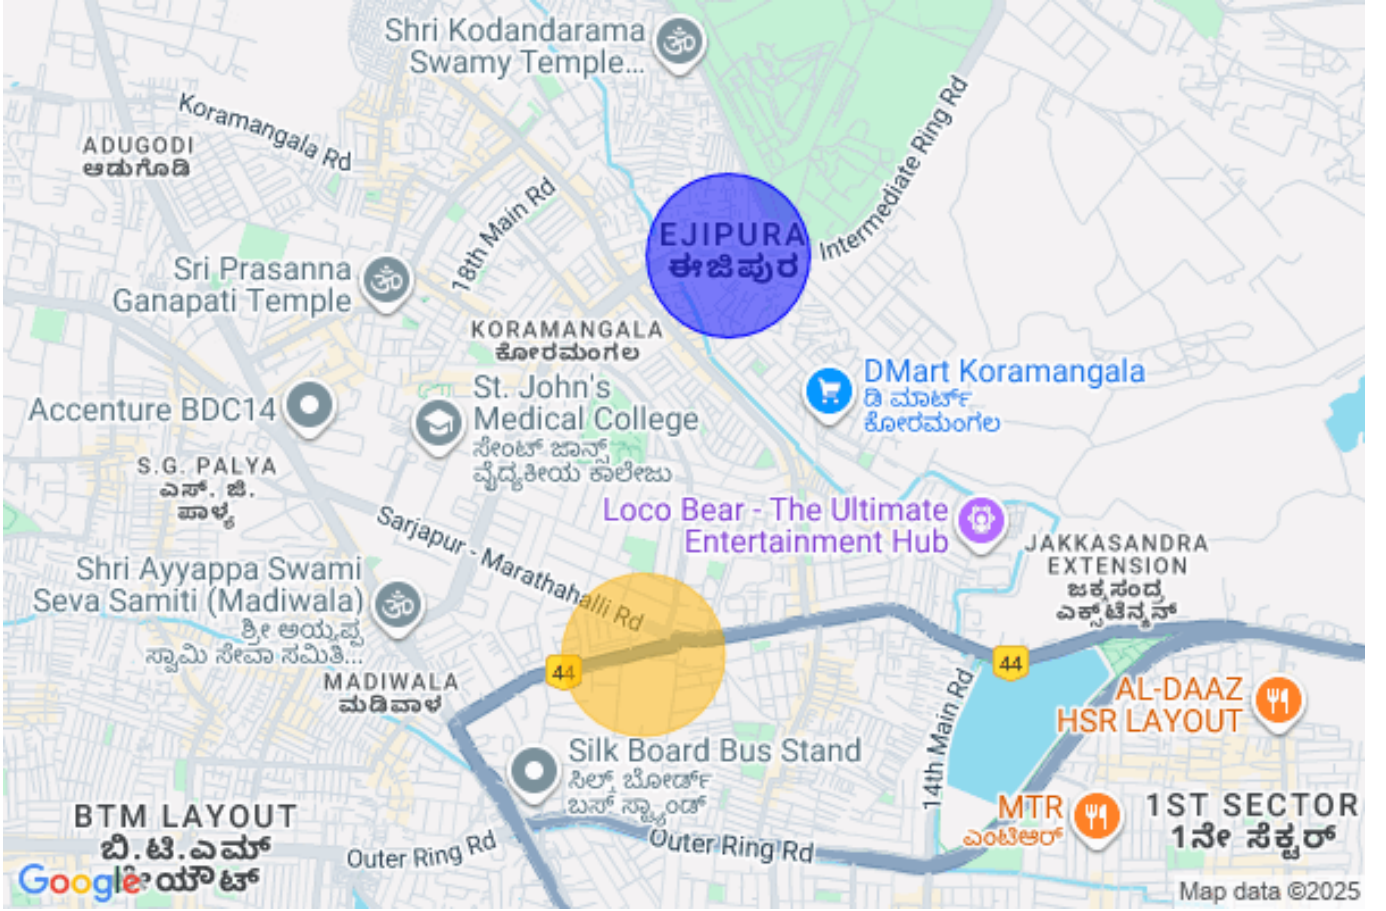 Shri Kodandarama
Swamy Temple...
Koramangala Rd
ADUGODI
ಆಡುಗೊಡಿ
18th Main Rd
Intermediate Ring Rd
EJIPURA
ಈಜಿಪುರ
Sri Prasanna
Ganapati Temple
KORAMANGALA
ಕೋರಮಂಗಲ
DMart Koramangala
ಡಿ ಮಾರ್ಟ್
ಕೋರಮಂಗಲ
Accenture BDC14
St. John's
Medical College
ಸೇಂಟ್ ಜಾನ್ಸ್
ವೈದ್ಯಕೀಯ ಕಾಲೇಜು
S.G. PALYA
ಎಸ್. ಜಿ.
ಪಾಳ್ಯ
Sarjapur - Marathahalli Rd
Loco Bear - The Ultimate
Entertainment Hub
JAKKASANDRA
EXTENSION
ಜಕ್ಕಸಂದ್ರ
ಎಕ್ಸ್‌ಟೆನ್ಶನ್
Shri Ayyappa Swami
Seva Samiti (Madiwala)
ಶ್ರೀ ಅಯ್ಯಪ್ಪ
ಸ್ವಾಮಿ ಸೇವಾ ಸಮಿತಿ...
44
44
MADIWALA
ಮಡಿವಾಳ
14th Main Rd
AL-DAAZ
HSR LAYOUT
Silk Board Bus Stand
ಸಿಲ್ಕ್ ಬೋರ್ಡ್
ಬಸ್ ಸ್ಟ್ಯಾಂಡ್
BTM LAYOUT
ಬಿ.ಟಿ.ಎಮ್
Outer Ring Rd
Outer Ring Rd
MTR
ಎಂಟಿಆರ್
1ST SECTOR
1ನೇ ಸೆಕ್ಟರ್
Google
Map data ©2025